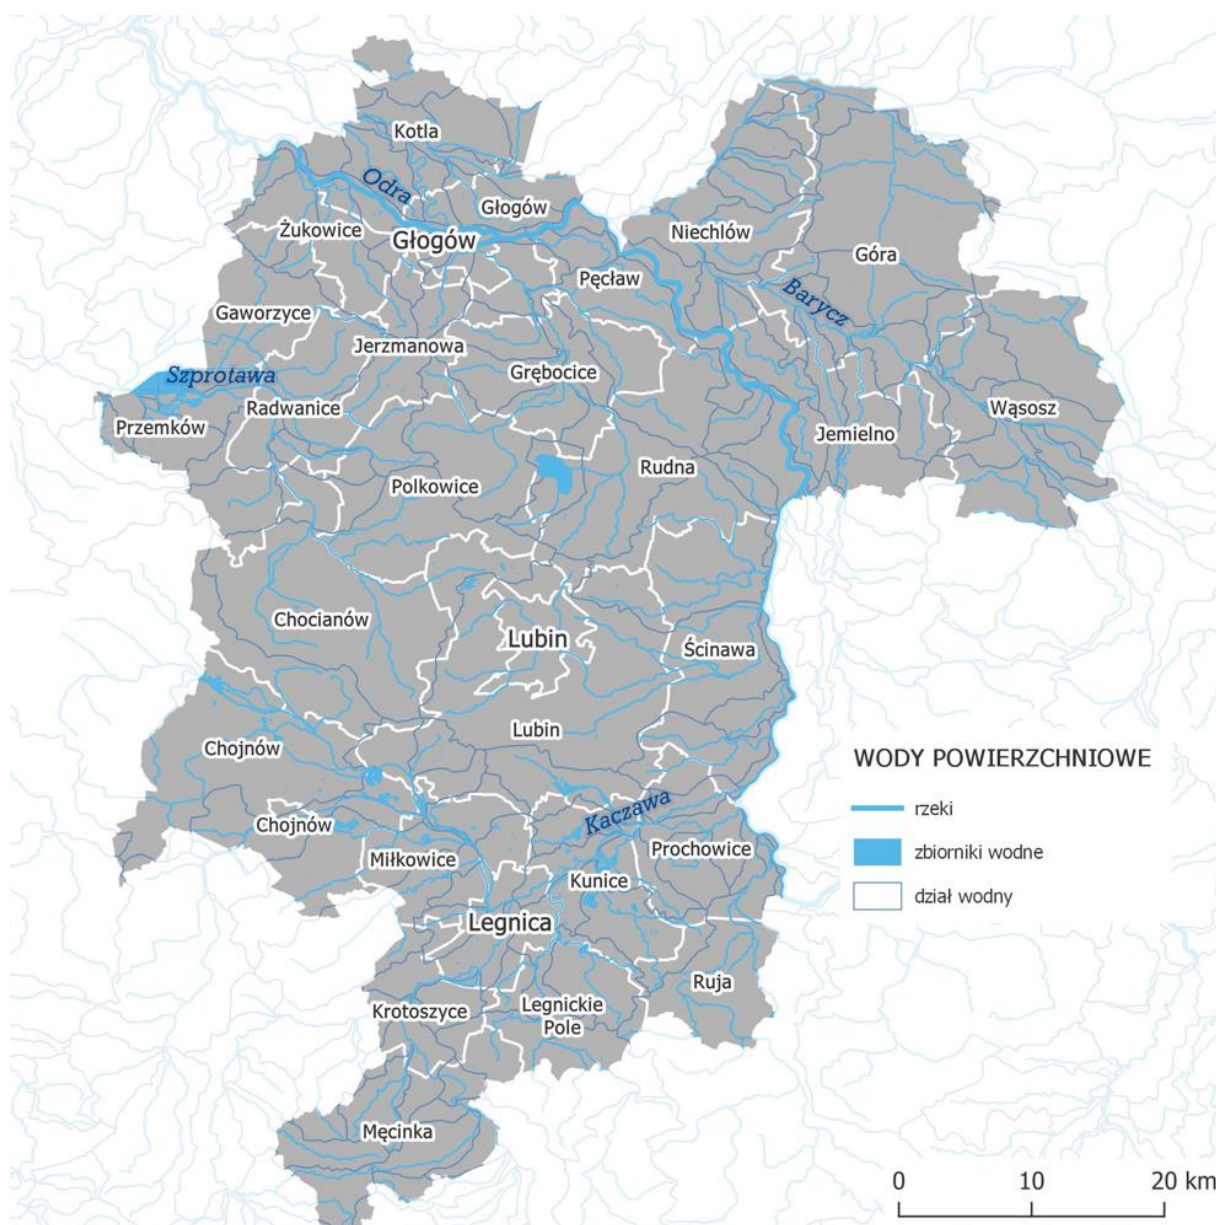 Kotla
Odra
Głogów
Żukowice
Głogów
Niechlów
Góra
Pęcław
Barycz
Gaworzyce
Jerzmanowa
Szprotawa
Grębocice
Radwanice
Przemków
Wąsosz
Jemielno
Rudna
Polkowice
Chocianów
Lubin
Ścinawa
Lubin
Chojnów
WODY POWIERZCHNIOWE
rzeki
zbiorniki wodne
dział wodny
Kaczawa
Chojnów
Miłkowice
Prochowice
Kunice
Legnica
Ruja
Krotoszyce
Legnickie
Pole
Męcinka
0 10 20 km